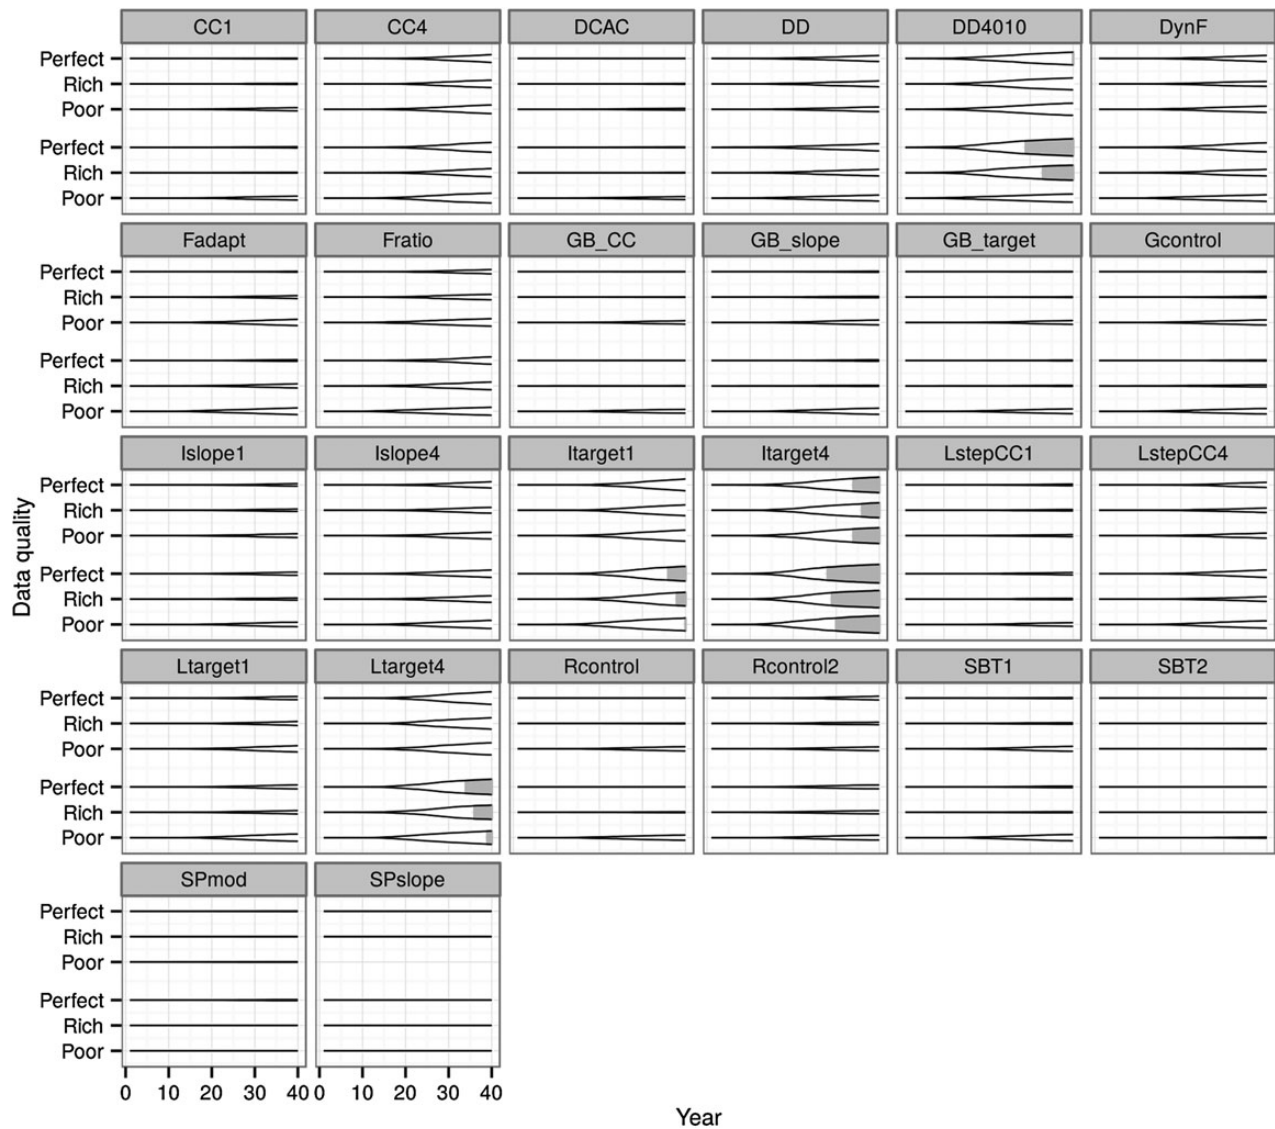 CC1 CC4 DCAC DD DD4010 DynF
Perfect
Rich
Poor
Perfect
Rich
Poor
Fadapt Fratio GB_CC GB_slope GB_target Gcontrol
Perfect
Rich
Poor
Perfect
Rich
Poor
Islope1 Islope4 Itarget1 Itarget4 LstepCC1 LstepCC4
Perfect
Rich
Poor
Perfect
Rich
Poor
Data quality
Ltarget1 Ltarget4 Rcontrol Rcontrol2 SBT1 SBT2
Perfect
Rich
Poor
Perfect
Rich
Poor
SPmod SPslope
Perfect
Rich
Poor
Perfect
Rich
Poor
0 10 20 30 40 0 10 20 30 40
Year